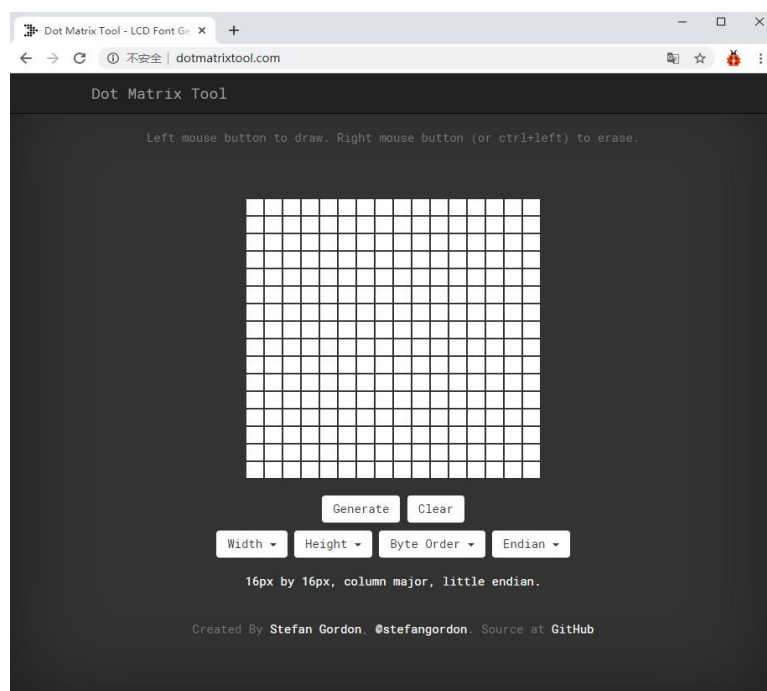 Dot Matrix Tool - LCD Font Ge
不安全 | dotmatrixtool.com
Dot Matrix Tool
Left mouse button to draw. Right mouse button (or ctrl+left) to erase.
Generate Clear
Width Height Byte Order Endian
16px by 16px, column major, little endian.
Created By Stefan Gordon, @stefangordon. Source at GitHub